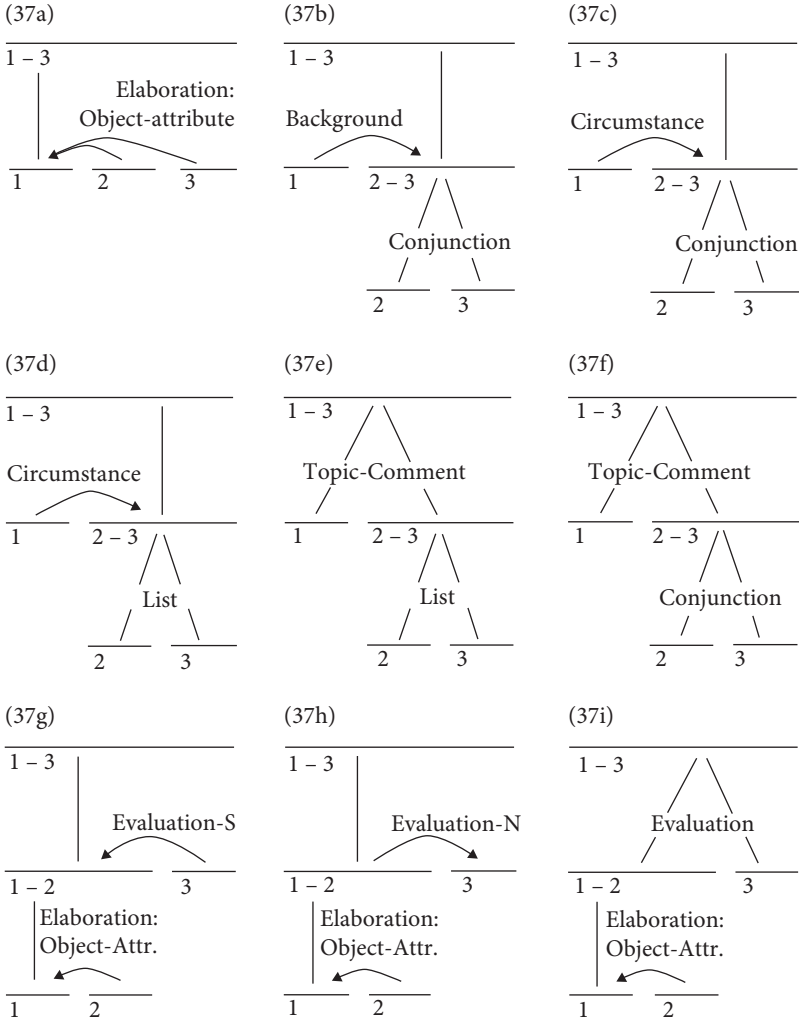 (37a)
(37b)
(37c)
1 – 3
1 – 3
1 – 3
Elaboration:
Object-attribute
Background
Circumstance
1
2
3
1
2 – 3
1
2 – 3
Conjunction
Conjunction
2
3
2
3
(37d)
(37e)
(37f)
1 – 3
1 – 3
1 – 3
Circumstance
Topic-Comment
Topic-Comment
1
2 – 3
1
2 – 3
1
2 – 3
List
List
Conjunction
2
3
2
3
2
3
(37g)
(37h)
(37i)
1 – 3
1 – 3
1 – 3
Evaluation-S
Evaluation-N
Evaluation
1 – 2
3
1 – 2
3
1 – 2
3
Elaboration:
Object-Attr.
Elaboration:
Object-Attr.
Elaboration:
Object-Attr.
1
2
1
2
1
2